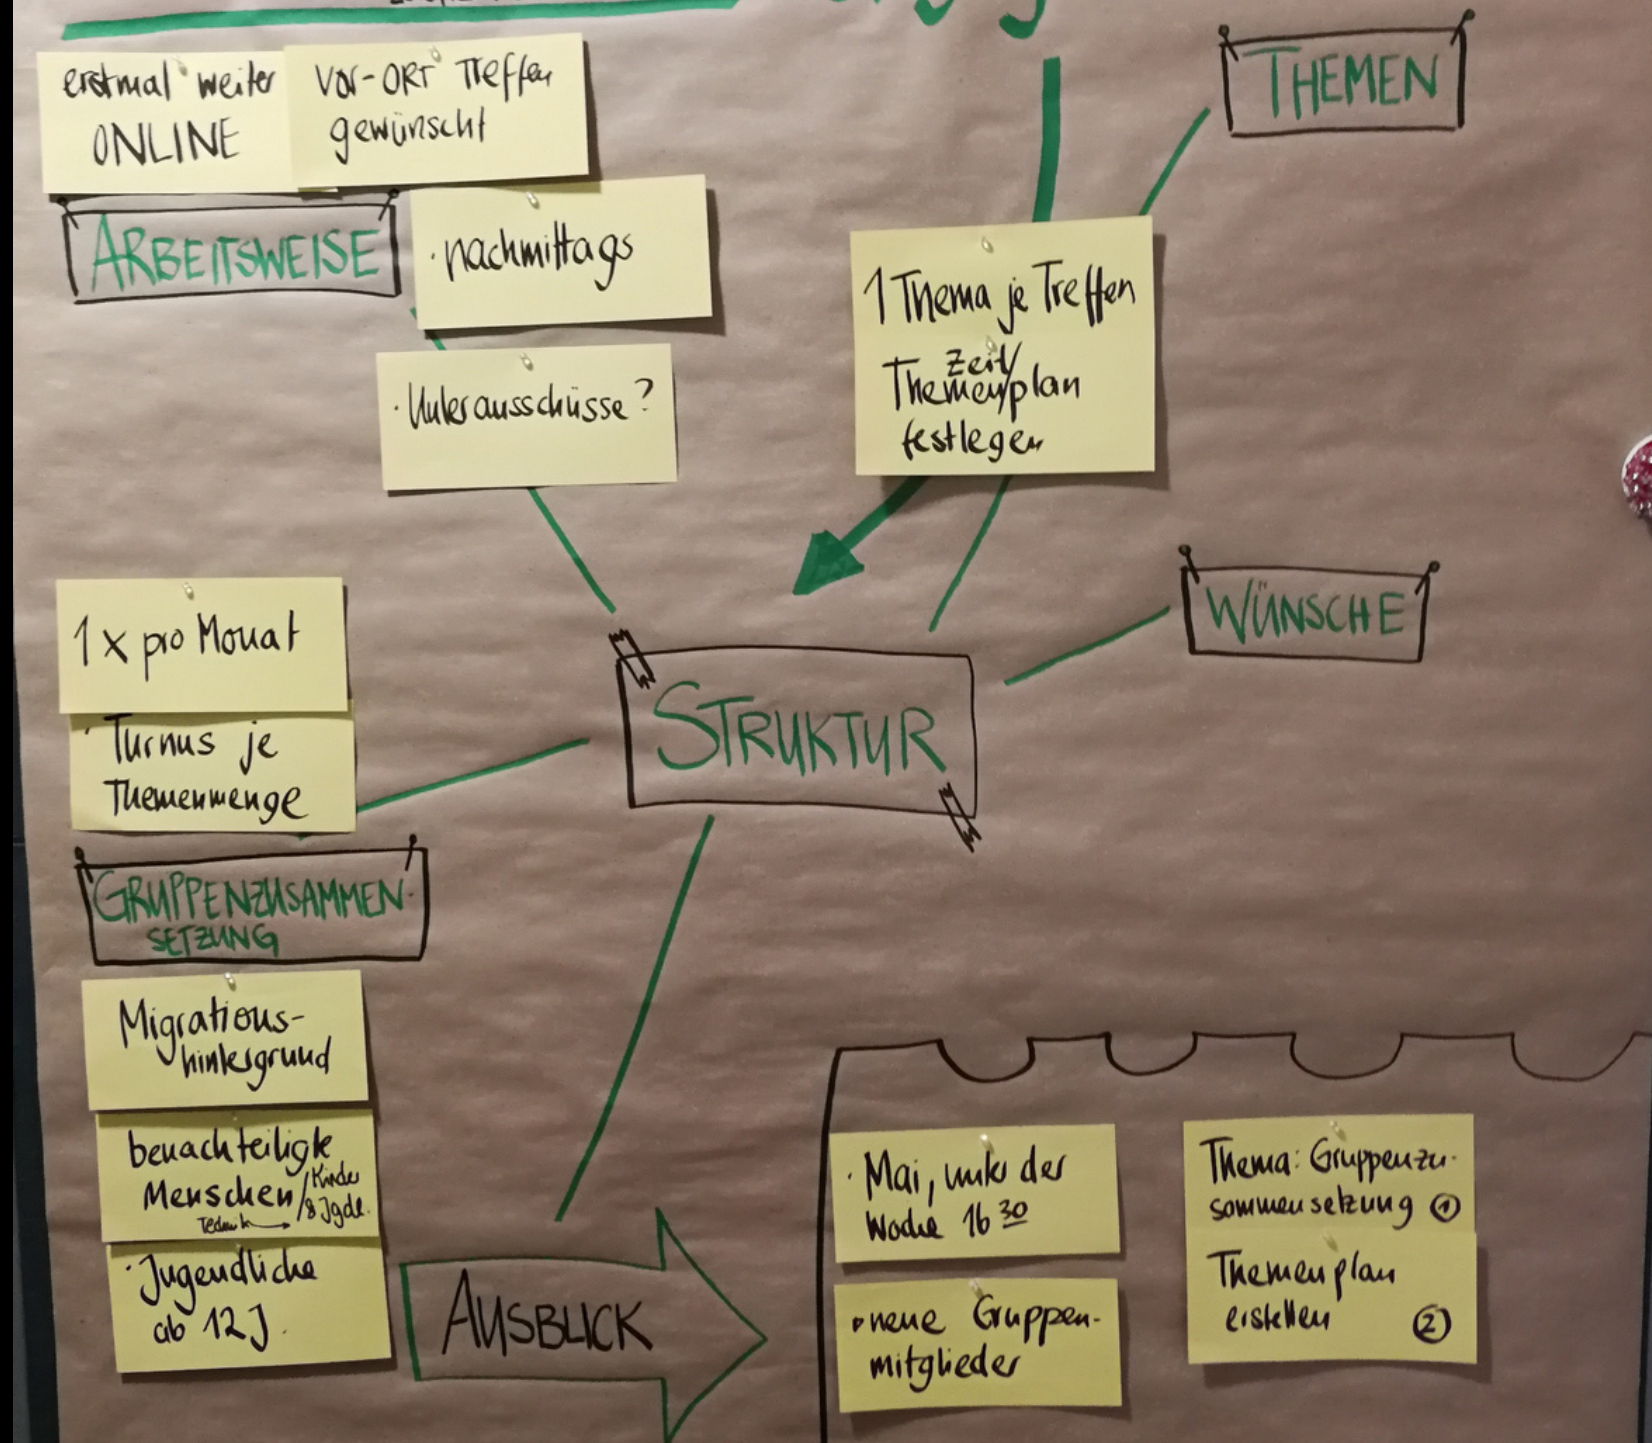 erstmal weiter
ONLINE
Vor-ORT Treffen
gewünscht
ARBEITSWEISE
· nachmittags
· Unterausschüsse?
THEMEN
1 Thema je Treffen
Zeit/
Themenplan
festlegen
WÜNSCHE
STRUKTUR
1 x pro Monat
· Turnus je
Themenmenge
GRUPPENZUSAMMEN-
SETZUNG
Migrations-
hintergrund
benachteiligte
Menschen/Kinder
Technik → /& Jgdl.
· Jugendliche
ab 12 J.
AUSBLICK
· Mai, unter der
Woche 16 30
· neue Gruppen-
mitglieder
Thema: Gruppenzu-
sammensetzung ①
Themenplan
erstellen ②